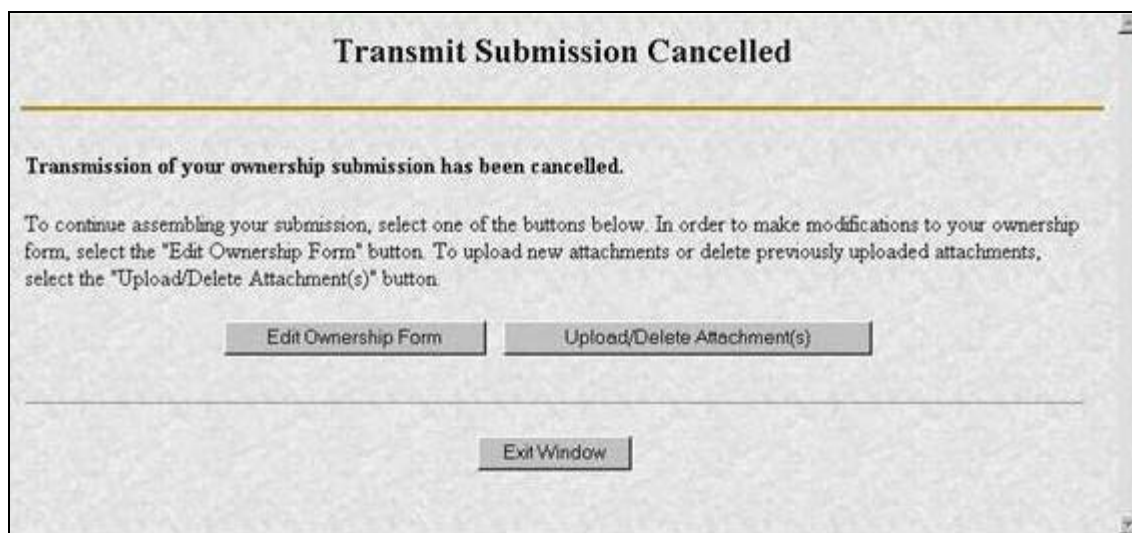 Transmit Submission Cancelled
Transmission of your ownership submission has been cancelled.
To continue assembling your submission, select one of the buttons below. In order to make modifications to your ownership
form, select the "Edit Ownership Form" button. To upload new attachments or delete previously uploaded attachments,
select the "Upload/Delete Attachment(s)" button.
Edit Ownership Form Upload/Delete Attachment(s)
Exit Window